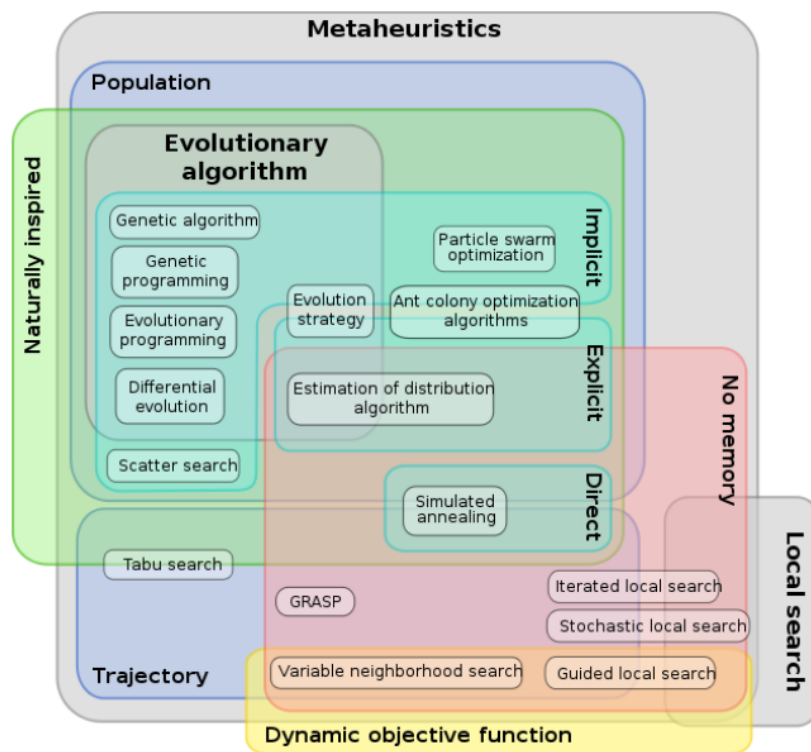 Metaheuristics
Population
Naturally inspired
Evolutionary
algorithm
Genetic algorithm
Genetic
programming
Evolutionary
programming
Differential
evolution
Scatter search
Evolution
strategy
Particle swarm
optimization
Implicit
Ant colony optimization
algorithms
Explicit
Estimation of distribution
algorithm
No memory
Simulated
annealing
Direct
Tabu search
GRASP
Iterated local search
Stochastic local search
Local search
Trajectory
Variable neighborhood search
Guided local search
Dynamic objective function